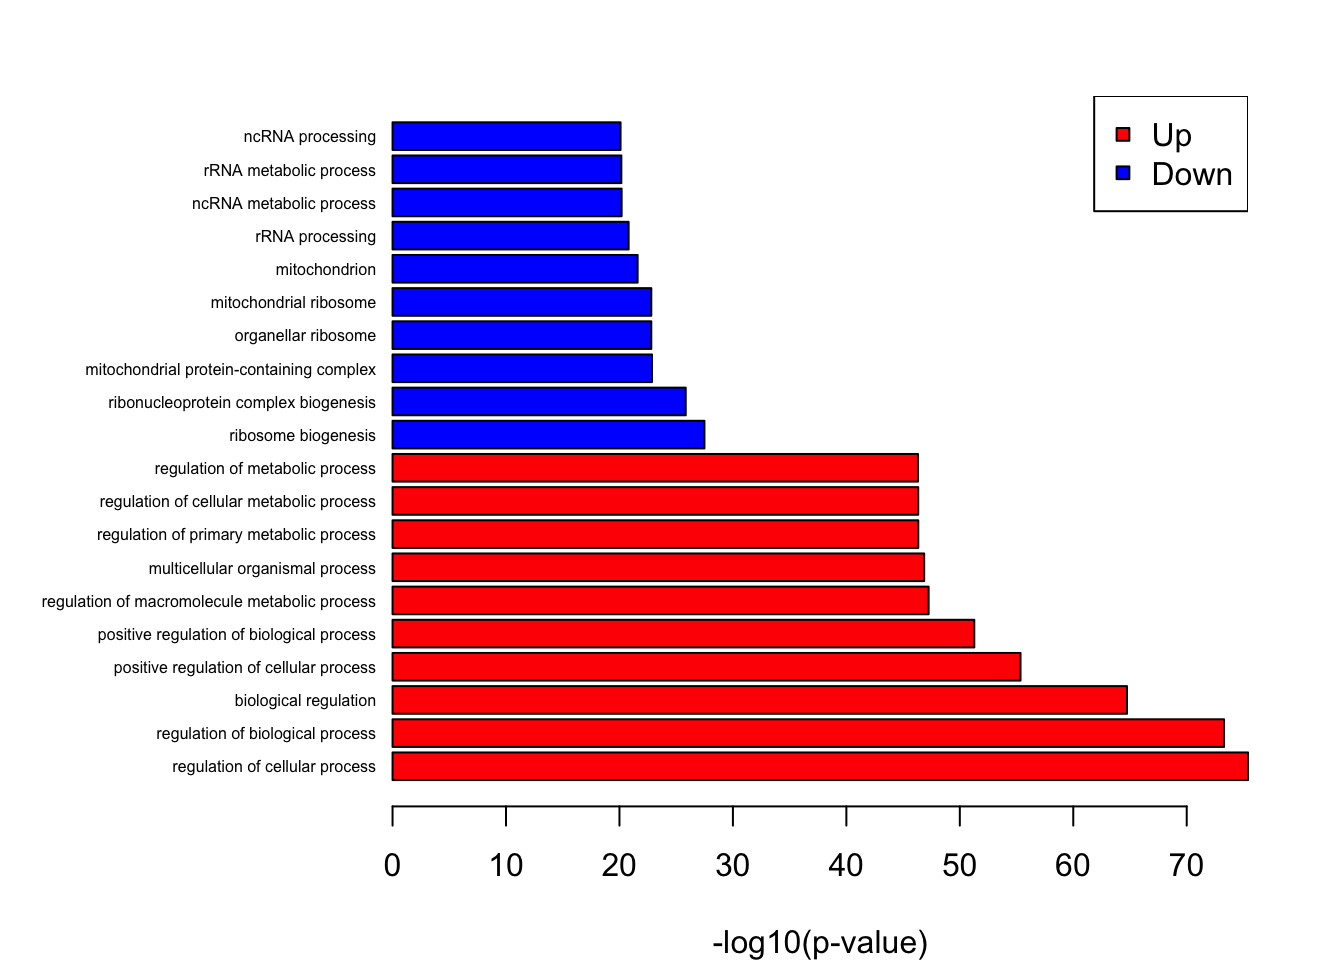 Up
Down
ncRNA processing
rRNA metabolic process
ncRNA metabolic process
rRNA processing
mitochondrion
mitochondrial ribosome
organellar ribosome
mitochondrial protein-containing complex
ribonucleoprotein complex biogenesis
ribosome biogenesis
regulation of metabolic process
regulation of cellular metabolic process
regulation of primary metabolic process
multicellular organismal process
regulation of macromolecule metabolic process
positive regulation of biological process
positive regulation of cellular process
biological regulation
regulation of biological process
regulation of cellular process
0 10 20 30 40 50 60 70
-log10(p-value)